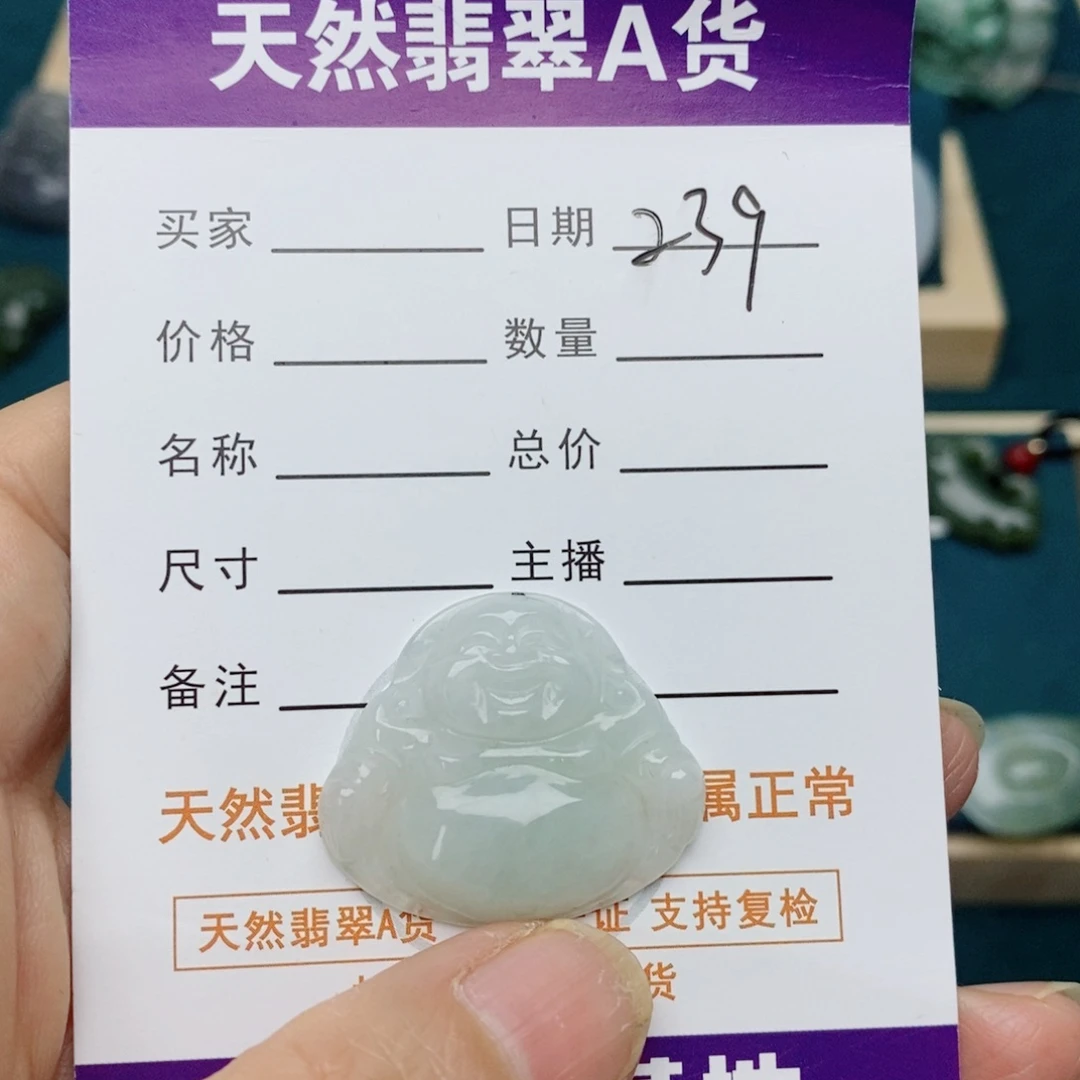 天然翡翠A货
买家 日期 239
价格 数量
名称 总价
尺寸 主播
备注
天然翡 属正常
天然翡翠A货 证 支持复检
货